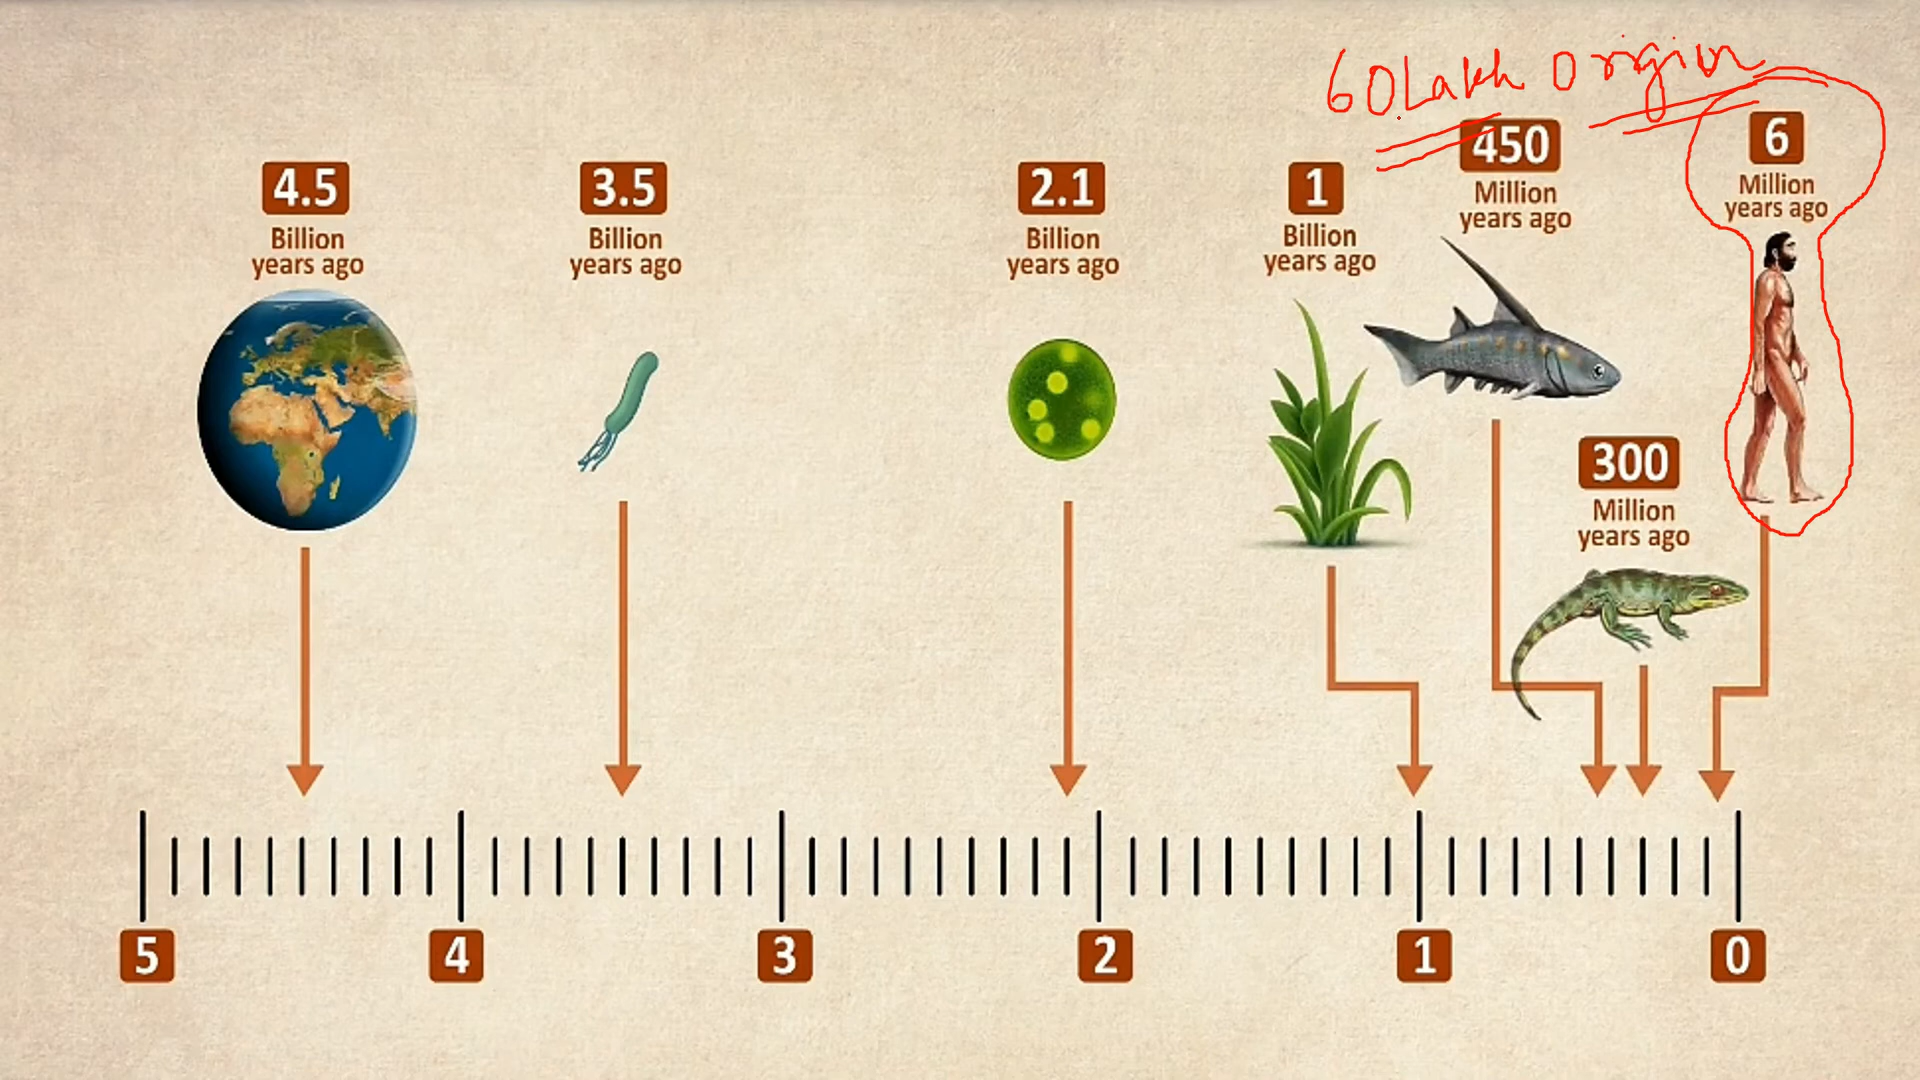 60 Lakh Origin
4.5
Billion
years ago
3.5
Billion
years ago
2.1
Billion
years ago
1
Billion
years ago
450
Million
years ago
6
Million
years ago
300
Million
years ago
5 4 3 2 1 0